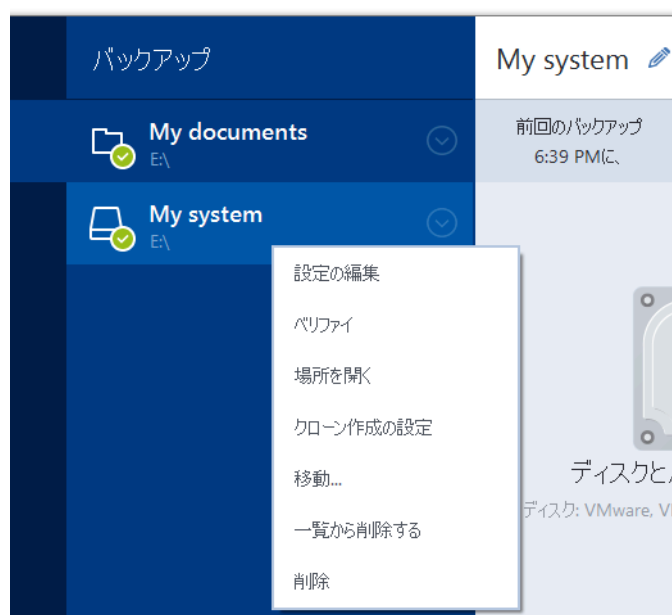 バックアップ
My documents
E:\
My system
E:\
設定の編集
ベリファイ
場所を開く
クローン作成の設定
移動...
一覧から削除する
削除
My system
前回のバックアップ
6:39 PMに、
ディスクと
ディスク: VMware,